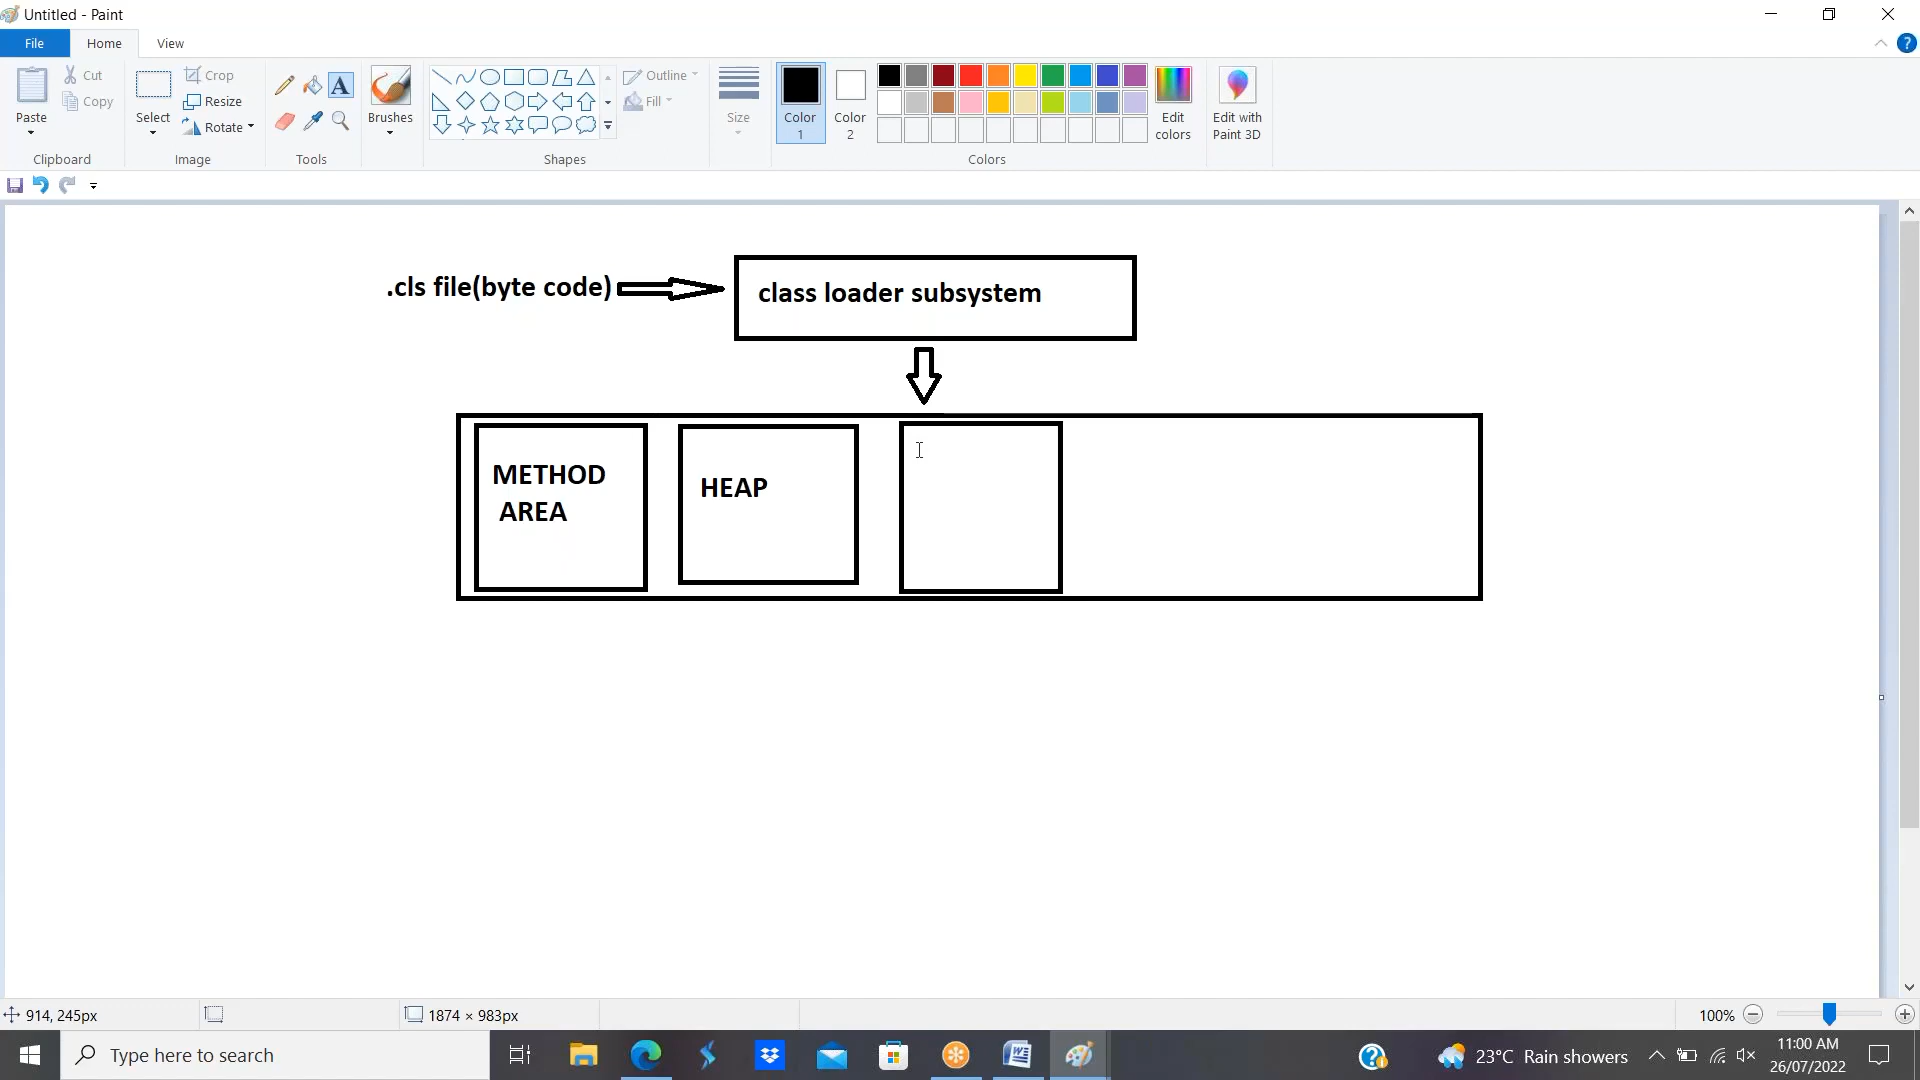 Untitled - Paint
File Home View
Paste
Cut
Copy
Clipboard
Select
Crop
Resize
Rotate
Image
A
Tools
Brushes
Outline
Fill
Shapes
Size
Color 1
Color 2
Edit colors
Colors
Edit with Paint 3D
.cls file(byte code)
class loader subsystem
METHOD
AREA
HEAP
914, 245px
1874 × 983px
100%
Type here to search
23°C Rain showers
11:00 AM
26/07/2022